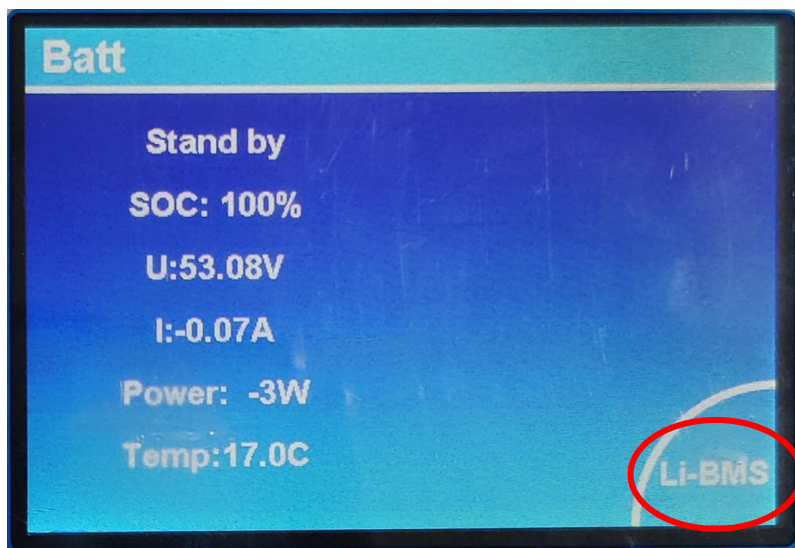 Batt
Stand by
SOC: 100%
U:53.08V
I:-0.07A
Power: -3W
Temp:17.0C
Li-BMS